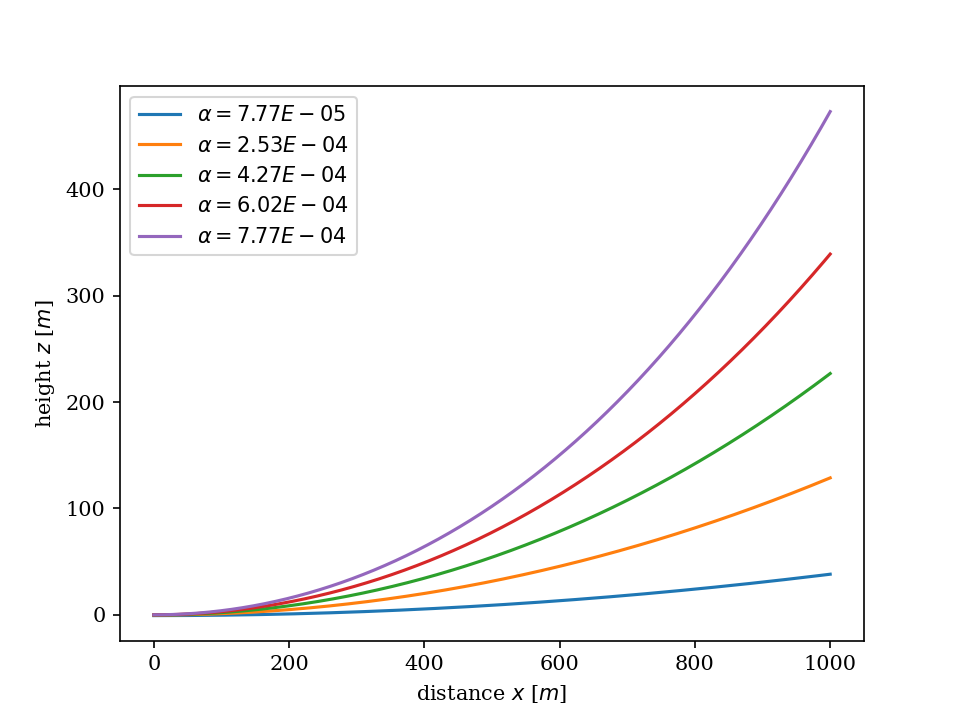 α = 7.77E − 05
α = 2.53E − 04
α = 4.27E − 04
α = 6.02E − 04
α = 7.77E − 04
400
300
200
100
0
height z [m]
0 200 400 600 800 1000
distance x [m]